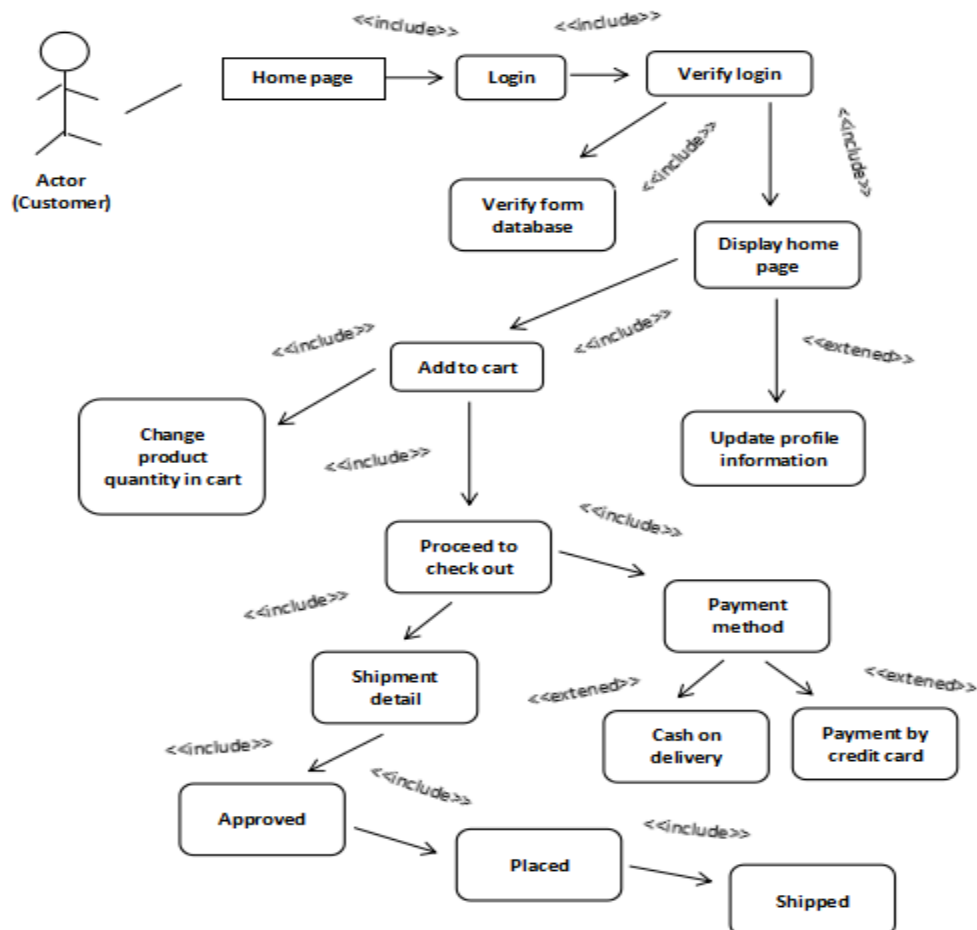 <<include>>
<<include>>
Home page
Login
Verify login
Actor
(Customer)
<<include>>
<<include>>
Verify form
database
Display home
page
<<include>>
<<include>>
<<extened>>
Add to cart
Change
product
quantity in cart
<<include>>
Update profile
information
<<include>>
Proceed to
check out
<<include>>
Payment
method
Shipment
detail
<<extened>>
<<extened>>
Cash on
delivery
Payment by
credit card
<<include>>
<<include>>
Approved
<<include>>
Placed
Shipped